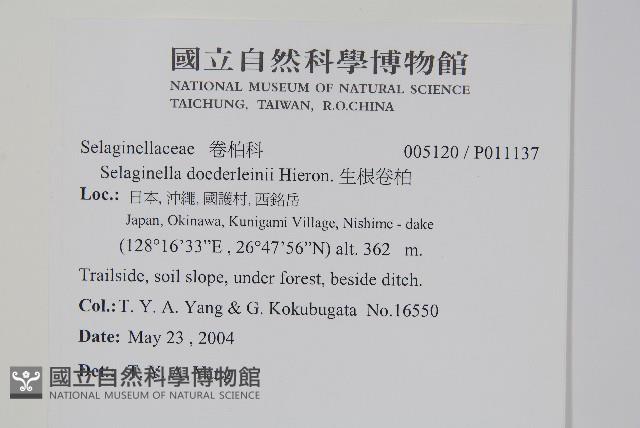 國立自然科學博物館
NATIONAL MUSEUM OF NATURAL SCIENCE
TAICHUNG, TAIWAN, R.O.CHINA
Selaginellaceae 卷柏科 005120 / P011137
Selaginella doederleinii Hieron. 生根卷柏
Loc.: 日本, 沖繩, 國護村, 西銘岳
Japan, Okinawa, Kunigami Village, Nishime - dake
(128°16'33”E , 26°47'56”N) alt. 362 m.
Trailside, soil slope, under forest, beside ditch.
Col.: T. Y. A. Yang & G. Kokubugata No.16550
Date: May 23 , 2004
Det.: T. Y. A. Yang
國立自然科學博物館
NATIONAL MUSEUM OF NATURAL SCIENCE